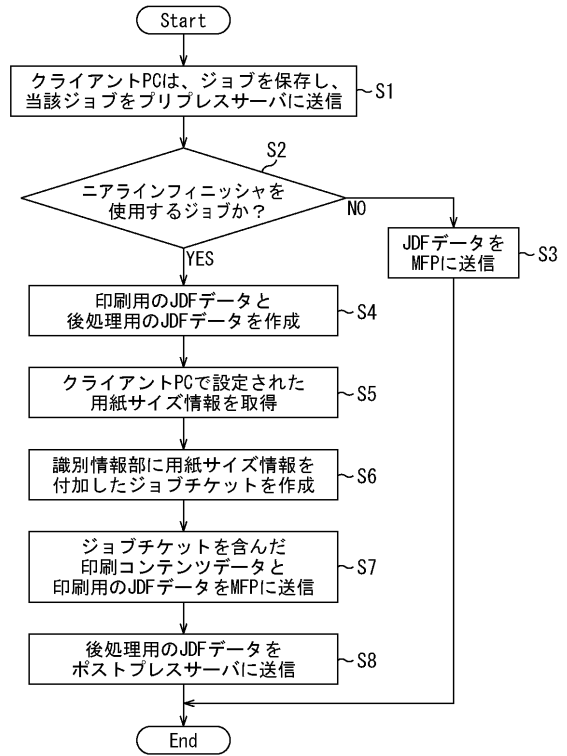 Start
クライアントPCは、ジョブを保存し、
当該ジョブをプリプレスサーバに送信
S1
S2
ニアラインフィニッシャを
使用するジョブか？
NO
YES
JDFデータを
MFPに送信
S3
印刷用のJDFデータと
後処理用のJDFデータを作成
S4
クライアントPCで設定された
用紙サイズ情報を取得
S5
識別情報部に用紙サイズ情報を
付加したジョブチケットを作成
S6
ジョブチケットを含んだ
印刷コンテンツデータと
印刷用のJDFデータをMFPに送信
S7
後処理用のJDFデータを
ポストプレスサーバに送信
S8
End